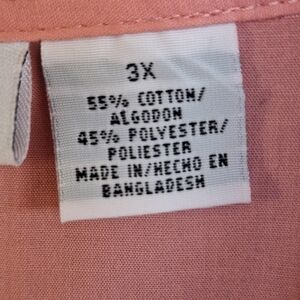 3X
55% COTTON/
ALGODON
45% POLYESTER/
POLIESTER
MADE IN/HECHO EN
BANGLADESH